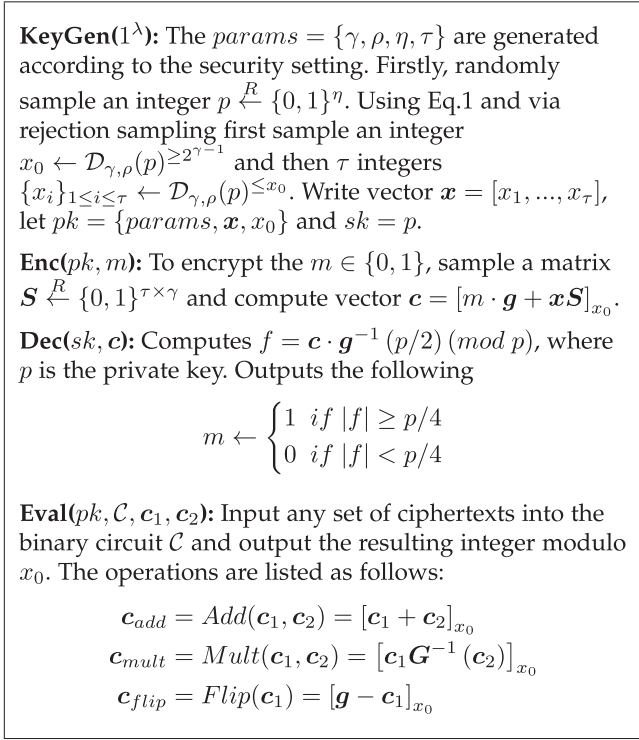 KeyGen(1^λ): The params = {γ, ρ, η, τ} are generated
according to the security setting. Firstly, randomly
sample an integer p ←^R {0, 1}^η. Using Eq.1 and via
rejection sampling first sample an integer
x_0 ← 𝒟_{γ,ρ}(p)^{≥2^{γ−1}} and then τ integers
{x_i}_{1≤i≤τ} ← 𝒟_{γ,ρ}(p)^{≤x_0}. Write vector x = [x_1, ..., x_τ],
let pk = {params, x, x_0} and sk = p.
Enc(pk, m): To encrypt the m ∈ {0, 1}, sample a matrix
S ←^R {0, 1}^{τ×γ} and compute vector c = [m · g + xS]_{x_0}.
Dec(sk, c): Computes f = c · g^{−1} (p/2) (mod p), where
p is the private key. Outputs the following
m ← { 1 if |f| ≥ p/4
0 if |f| < p/4
Eval(pk, 𝒞, c_1, c_2): Input any set of ciphertexts into the
binary circuit 𝒞 and output the resulting integer modulo
x_0. The operations are listed as follows:
c_{add} = Add(c_1, c_2) = [c_1 + c_2]_{x_0}
c_{mult} = Mult(c_1, c_2) = [c_1 G^{−1} (c_2)]_{x_0}
c_{flip} = Flip(c_1) = [g − c_1]_{x_0}